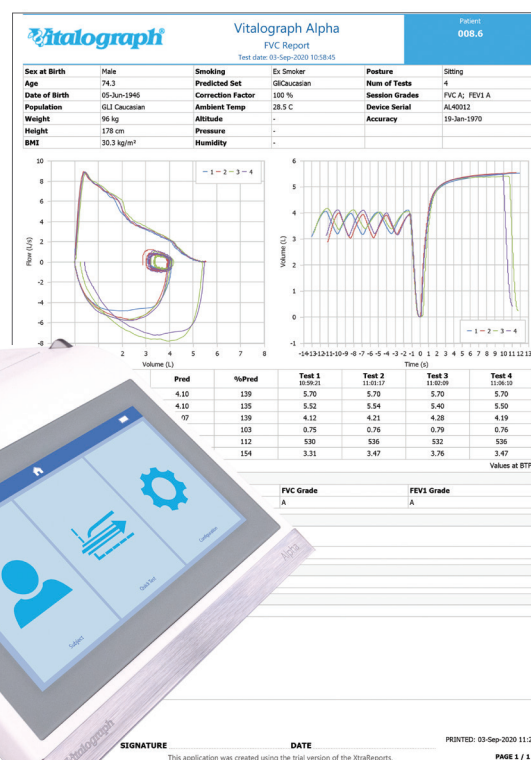 Vitalograph®
Vitalograph Alpha
FVC Report
Test date: 03-Sep-2020 10:58:45
Patient
008.6
Sex at Birth Male Smoking Ex Smoker Posture Sitting
Age 74.3 Predicted Set GliCaucasian Num of Tests 4
Date of Birth 05-Jun-1946 Correction Factor 100 % Session Grades FVC A; FEV1 A
Population GLI Caucasian Ambient Temp 28.5 C Device Serial AL40012
Weight 96 kg Altitude - Accuracy 19-Jan-1970
Height 178 cm Pressure -
BMI 30.3 kg/m² Humidity -
10
8
6
4
2
0
-2
-4
-6
-8
Flow (L/s)
2 3 4 5 6 7 8
Volume (L)
1 2 3 4
6
5
4
3
2
1
0
-1
Volume (L)
-14 -13 -12 -11 -10 -9 -8 -7 -6 -5 -4 -3 -2 -1 0 1 2 3 4 5 6 7 8 9 10 11 12 13
Time (s)
1 2 3 4
Pred %Pred Test 1 Test 2 Test 3 Test 4
10:59:21 11:01:17 11:02:09 11:06:10
4.10 139 5.70 5.70 5.70 5.70
4.10 135 5.52 5.54 5.40 5.50
07 139 4.12 4.21 4.28 4.19
103 0.75 0.76 0.79 0.76
112 530 536 532 536
154 3.31 3.47 3.76 3.47
Values at BTP
FVC Grade FEV1 Grade
A A
Subject
Quick Test
Configuration
Alpha
Vitalograph
SIGNATURE DATE
PRINTED: 03-Sep-2020 11:2
PAGE 1 / 1
This application was created using the trial version of the XtraReports.